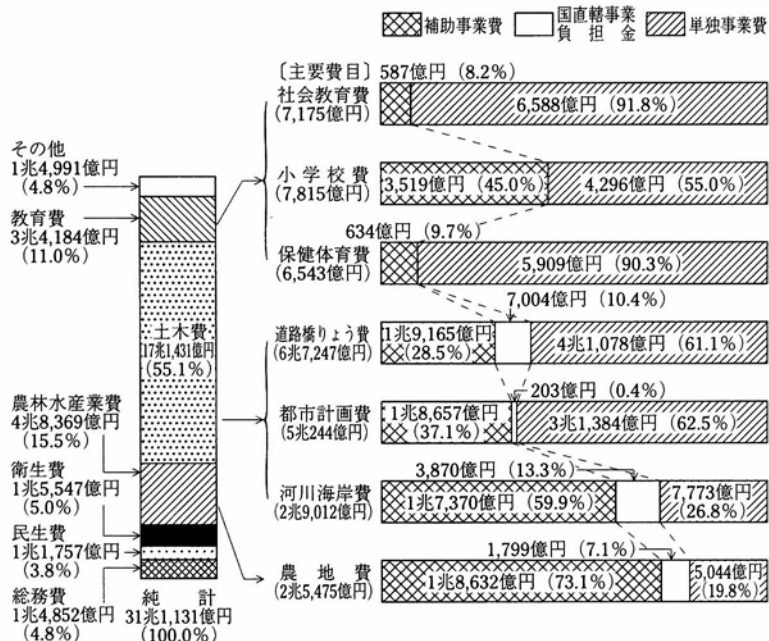 補助事業費
国直轄事業
負担金
単独事業費
〔主要費目〕
587億円 (8.2%)
社会教育費
(7,175億円)
6,588億円 (91.8%)
小学校費
(7,815億円)
3,519億円 (45.0%)
4,296億円 (55.0%)
634億円 (9.7%)
保健体育費
(6,543億円)
5,909億円 (90.3%)
7,004億円 (10.4%)
道路橋りょう費
(6兆7,247億円)
1兆9,165億円
(28.5%)
4兆1,078億円 (61.1%)
203億円 (0.4%)
都市計画費
(5兆244億円)
1兆8,657億円
(37.1%)
3兆1,384億円 (62.5%)
3,870億円 (13.3%)
河川海岸費
(2兆9,012億円)
1兆7,370億円 (59.9%)
7,773億円
(26.8%)
1,799億円 (7.1%)
農地費
(2兆5,475億円)
1兆8,632億円 (73.1%)
5,044億円
(19.8%)
その他
1兆4,991億円
(4.8%)
教育費
3兆4,184億円
(11.0%)
土木費
17兆1,431億円
(55.1%)
農林水産業費
4兆8,369億円
(15.5%)
衛生費
1兆5,547億円
(5.0%)
民生費
1兆1,757億円
(3.8%)
総務費
1兆4,852億円
(4.8%)
純計
31兆1,131億円
(100.0%)